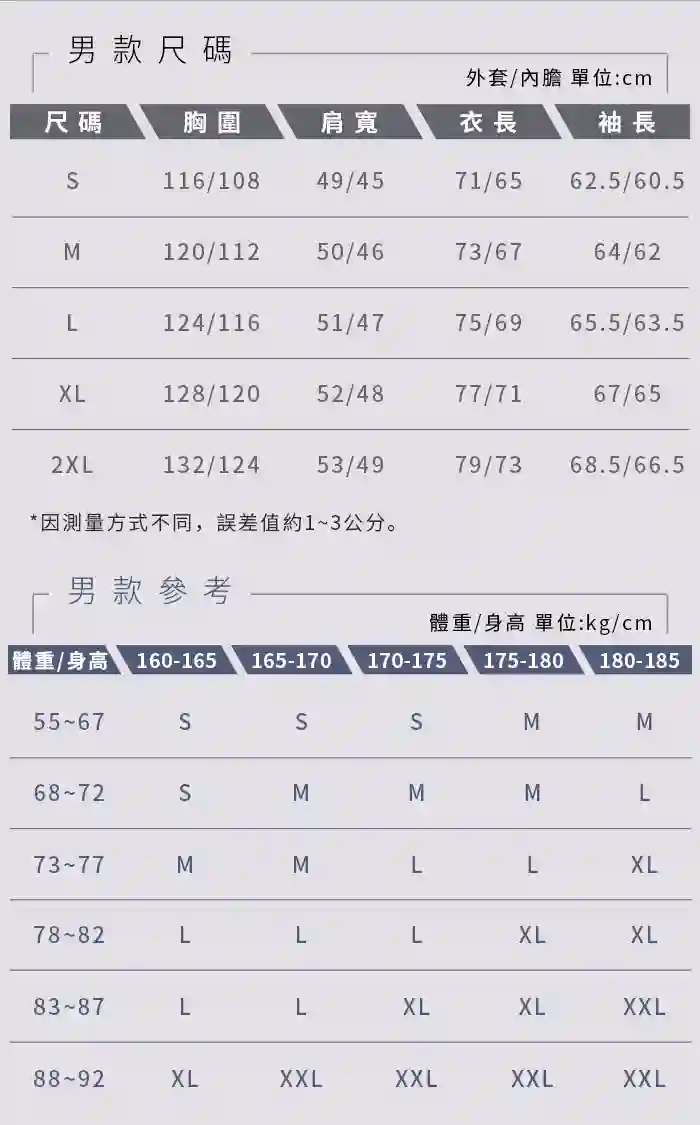 男款尺碼
外套/內膽 單位:cm
尺碼 胸圍 肩寬 衣長 袖長
S 116/108 49/45 71/65 62.5/60.5
M 120/112 50/46 73/67 64/62
L 124/116 51/47 75/69 65.5/63.5
XL 128/120 52/48 77/71 67/65
2XL 132/124 53/49 79/73 68.5/66.5
*因測量方式不同，誤差值約1~3公分。
男款參考
體重/身高 單位:kg/cm
體重/身高 160-165 165-170 170-175 175-180 180-185
55~67 S S S M M
68~72 S M M M L
73~77 M M L L XL
78~82 L L L XL XL
83~87 L L XL XL XXL
88~92 XL XXL XXL XXL XXL